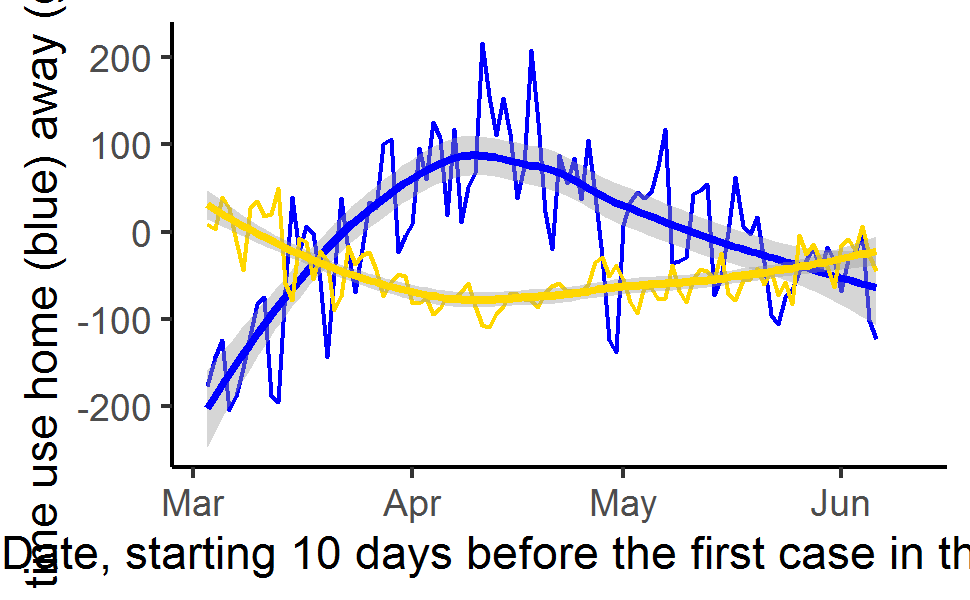 time use home (blue) away (g
200
100
0
-100
-200
Mar Apr May Jun
Date, starting 10 days before the first case in th